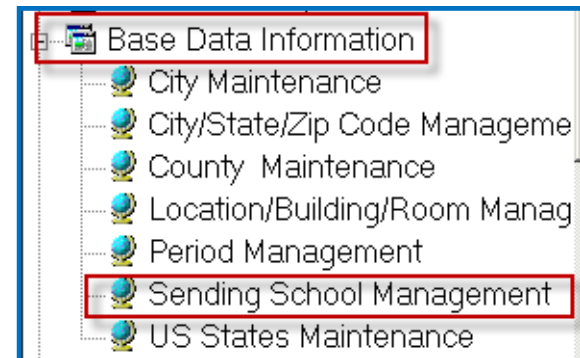 Base Data Information
City Maintenance
City/State/Zip Code Manageme
County Maintenance
Location/Building/Room Manag
Period Management
Sending School Management
US States Maintenance